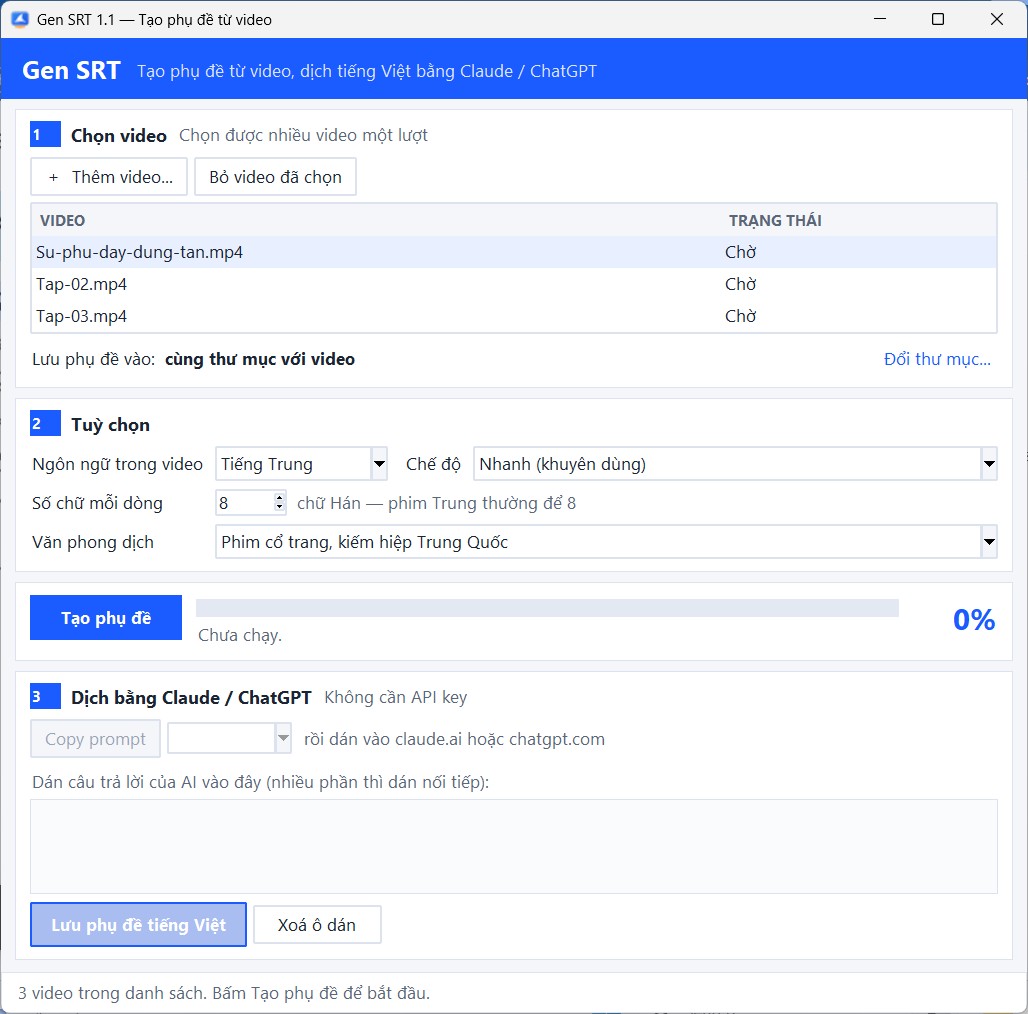 Gen SRT 1.1 — Tạo phụ đề từ video
Gen SRT Tạo phụ đề từ video, dịch tiếng Việt bằng Claude / ChatGPT
1 Chọn video Chọn được nhiều video một lượt
+ Thêm video... Bỏ video đã chọn
VIDEO TRẠNG THÁI
Su-phu-day-dung-tan.mp4 Chờ
Tap-02.mp4 Chờ
Tap-03.mp4 Chờ
Lưu phụ đề vào: cùng thư mục với video Đổi thư mục...
2 Tuỳ chọn
Ngôn ngữ trong video Tiếng Trung Chế độ Nhanh (khuyên dùng)
Số chữ mỗi dòng 8 chữ Hán — phim Trung thường để 8
Văn phong dịch Phim cổ trang, kiếm hiệp Trung Quốc
Tạo phụ đề 0%
Chưa chạy.
3 Dịch bằng Claude / ChatGPT Không cần API key
Copy prompt rồi dán vào claude.ai hoặc chatgpt.com
Dán câu trả lời của AI vào đây (nhiều phần thì dán nối tiếp):
Lưu phụ đề tiếng Việt Xoá ô dán
3 video trong danh sách. Bấm Tạo phụ đề để bắt đầu.